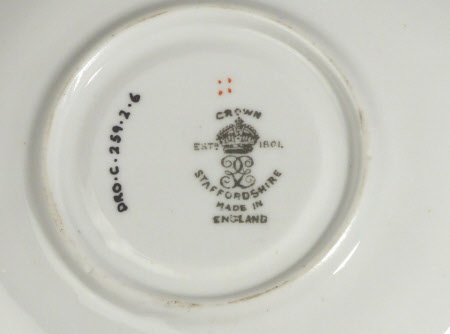 CROWN
ESTD 1801.
STAFFORDSHIRE
MADE IN
ENGLAND
DRO.C.259.2.6